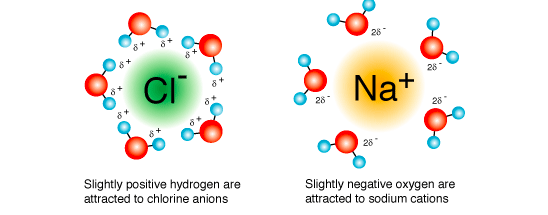 δ+ δ+
δ+
δ+
δ+
δ+
δ+
δ+
δ+
δ+
Cl-
Slightly positive hydrogen are
attracted to chlorine anions
2δ-
2δ-
2δ-
2δ-
2δ-
Na+
Slightly negative oxygen are
attracted to sodium cations